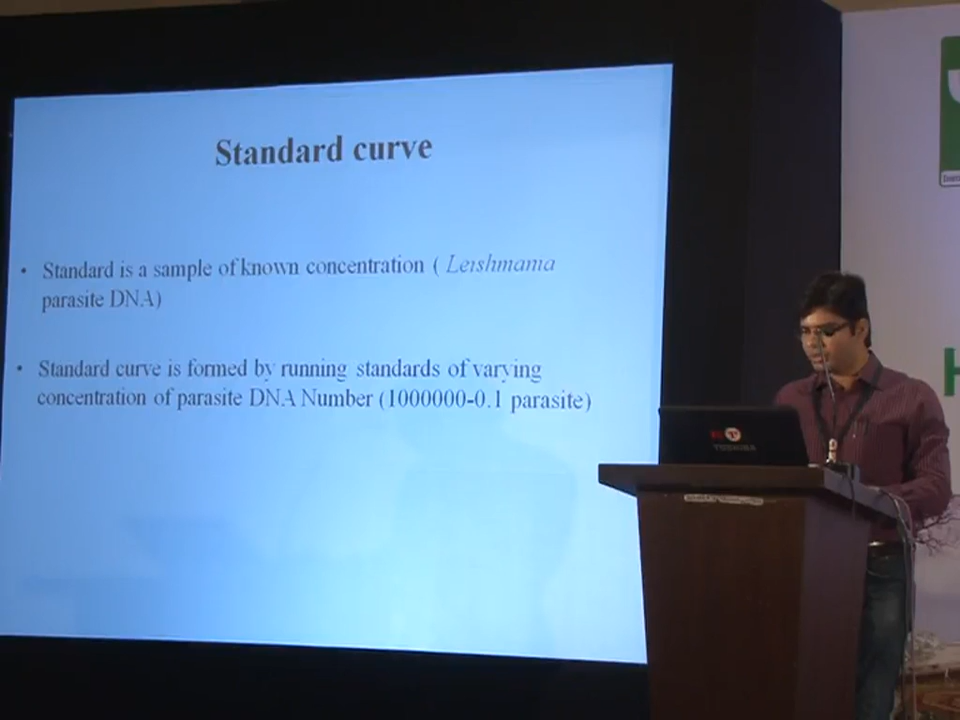 Standard curve
• Standard is a sample of known concentration ( Leishmania
parasite DNA)
• Standard curve is formed by running standards of varying
concentration of parasite DNA Number (1000000-0.1 parasite)
TOSHIBA
H